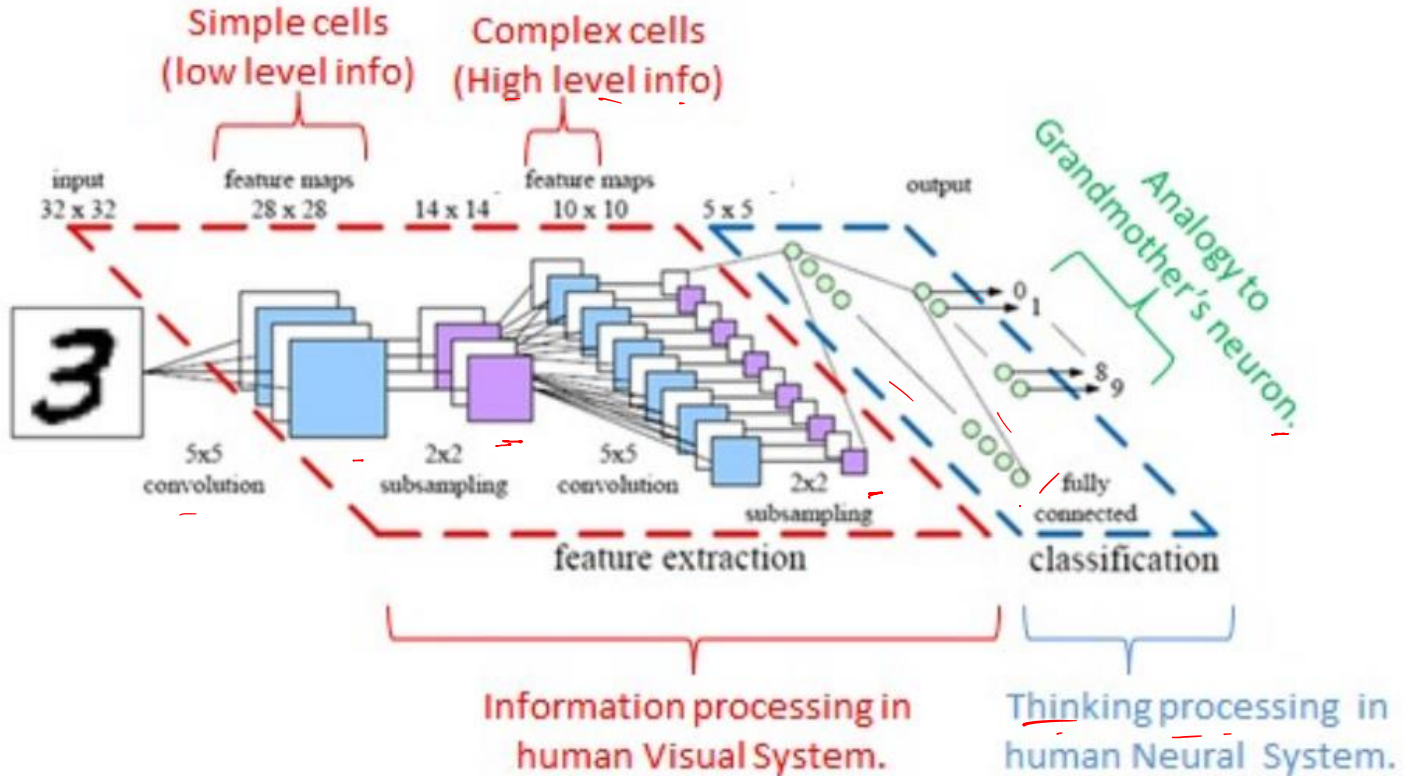 Simple cells
(low level info)
Complex cells
(High level info)
input
32 x 32
feature maps
28 x 28
14 x 14
feature maps
10 x 10
5 x 5
output
Analogy to
Grandmother's neuron.
3
0
1
8
9
5x5
convolution
2x2
subsampling
5x5
convolution
2x2
subsampling
fully
connected
feature extraction
classification
Information processing in
human Visual System.
Thinking processing in
human Neural System.